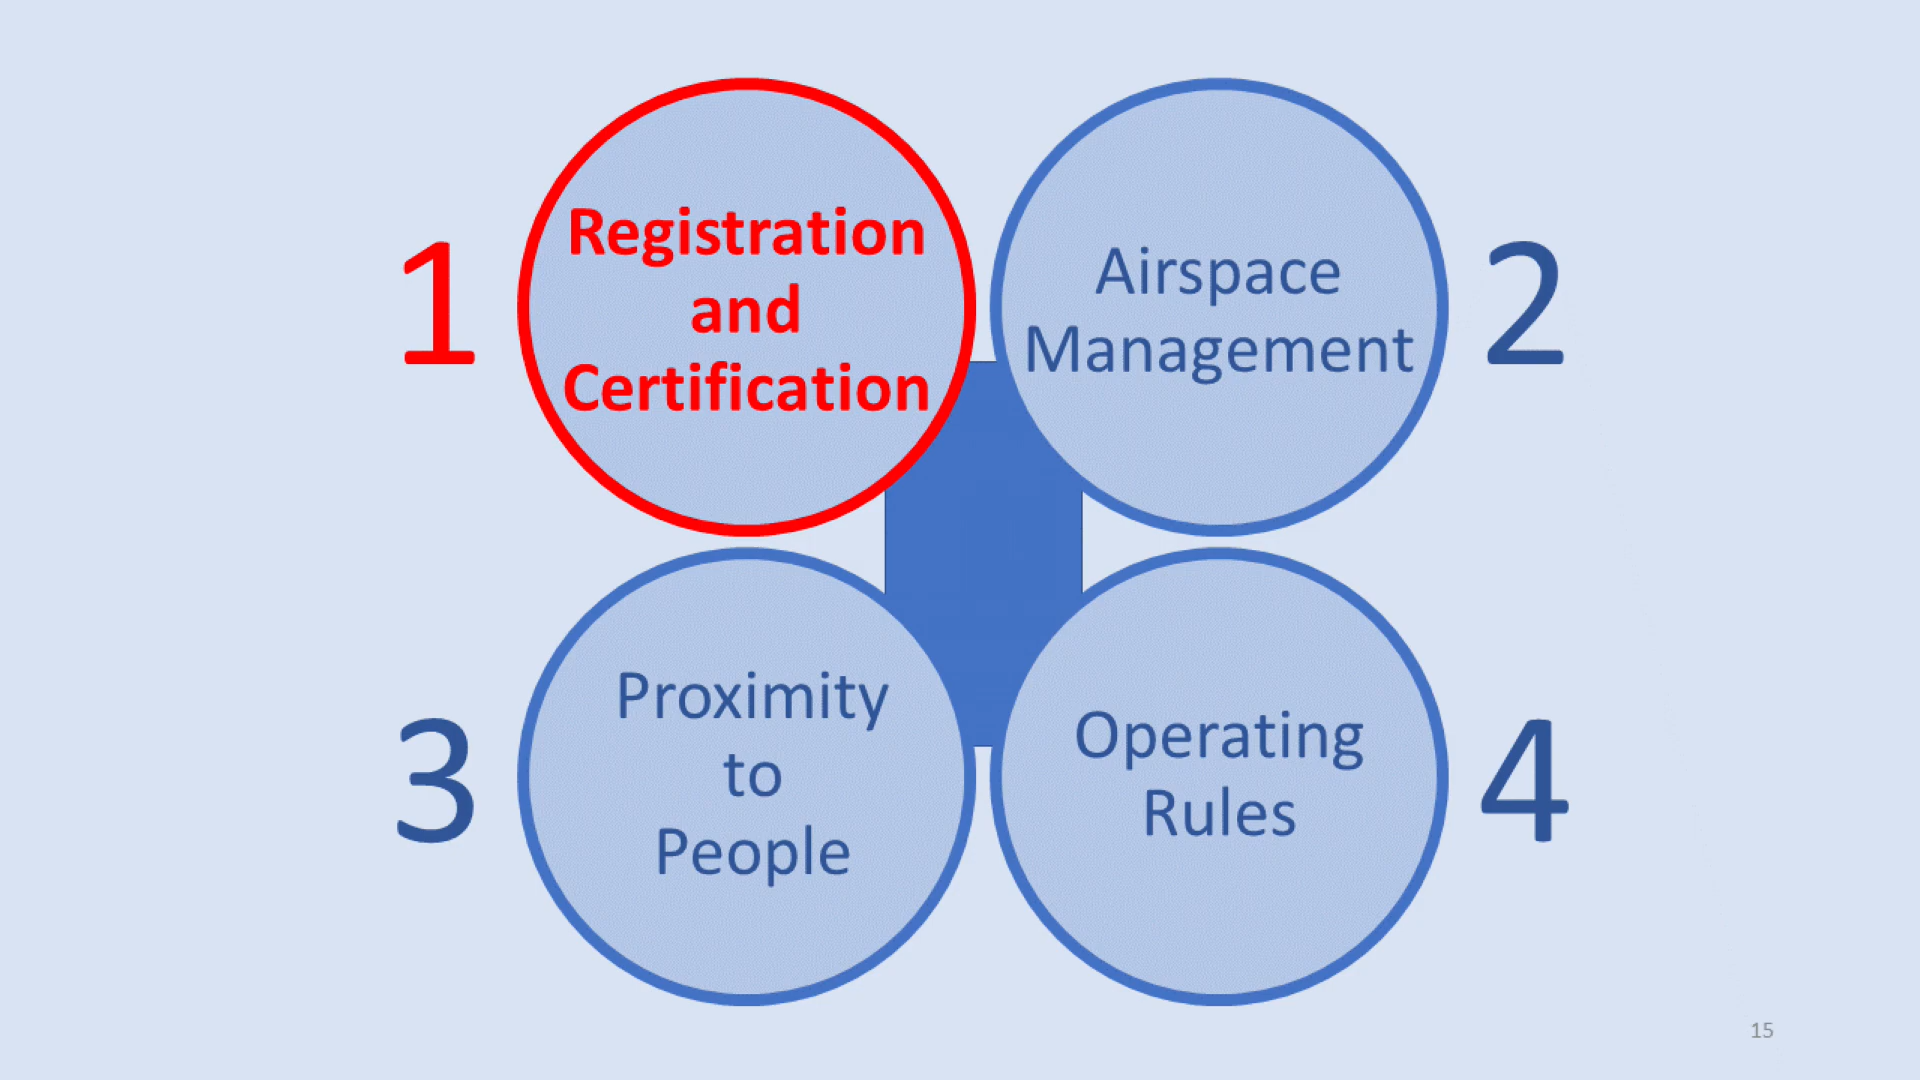 1
Registration
and
Certification
Airspace
Management
2
3
Proximity
to
People
Operating
Rules
4
15